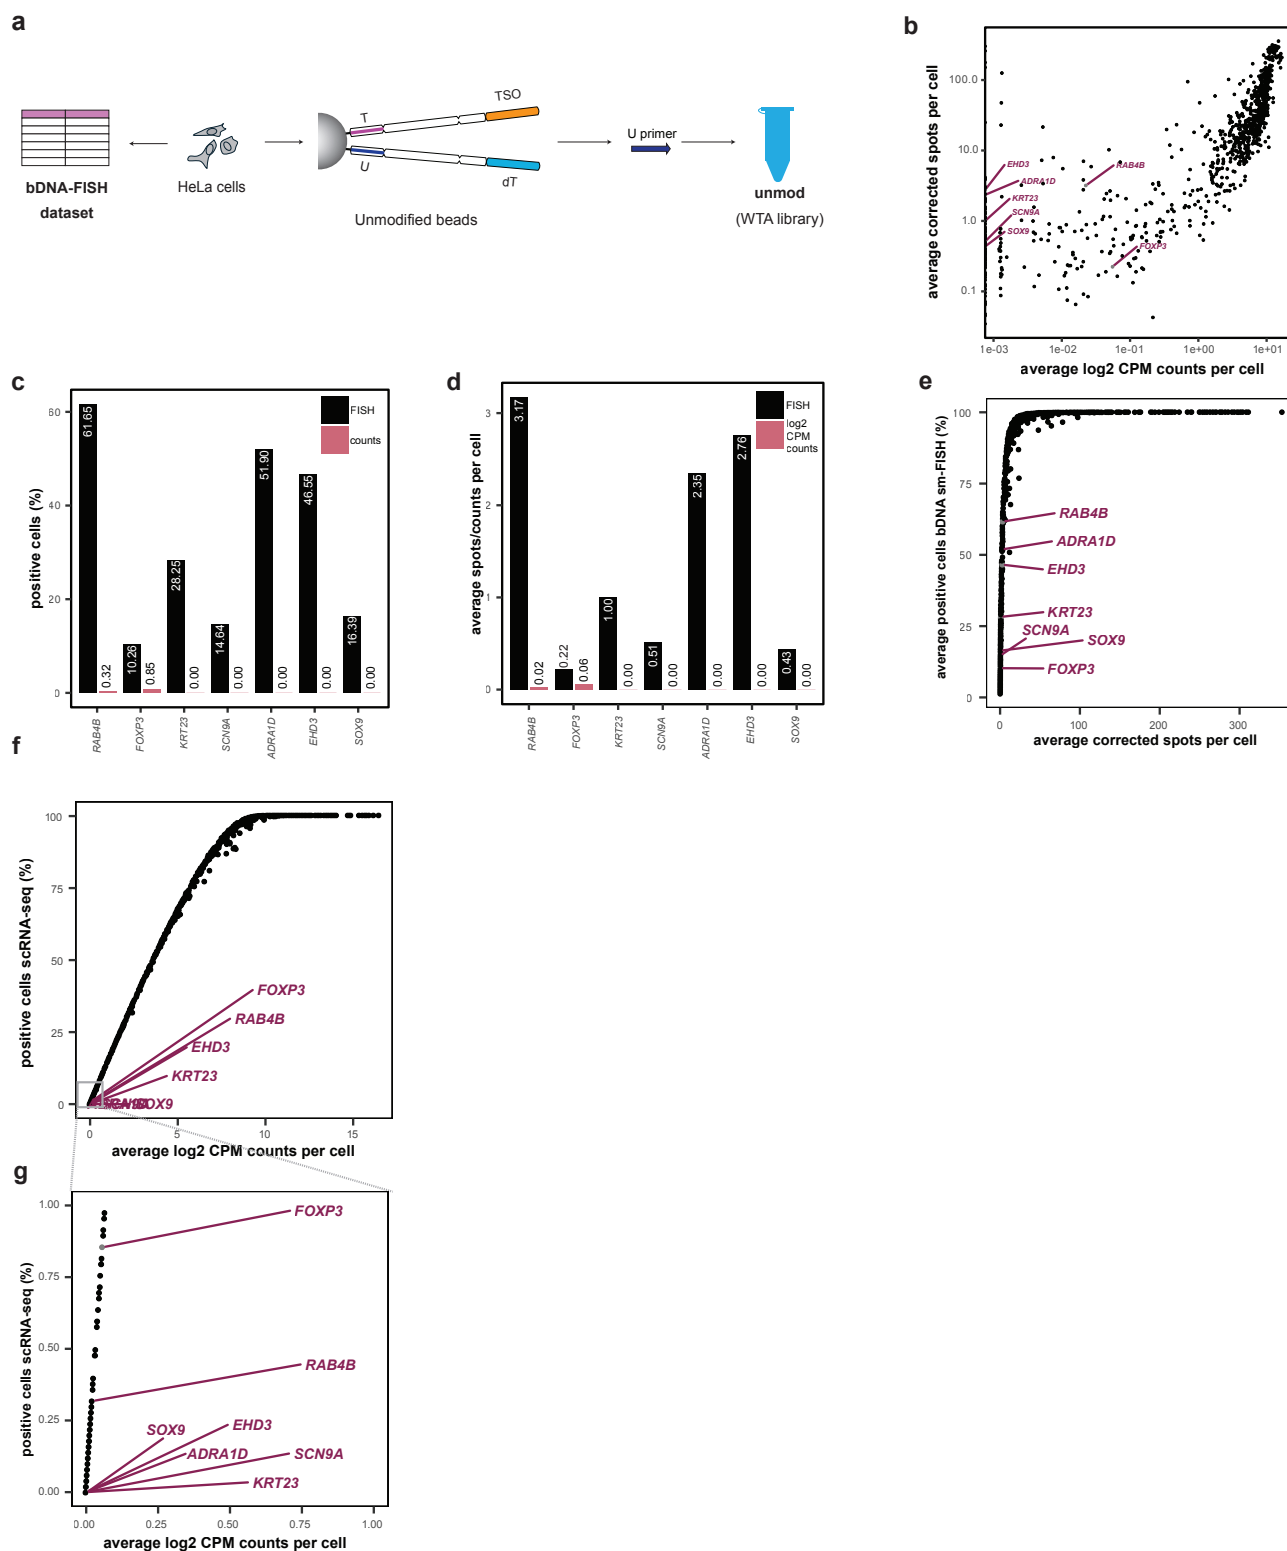 a
TSO
T
U
dT
U primer
bDNA-FISH
dataset
HeLa cells
Unmodified beads
unmod
(WTA library)
b
average corrected spots per cell
100.0
10.0
1.0
0.1
EHD3
ADRA1D
KRT23
SCN9A
SOX9
RAB4B
FOXP3
1e-03
1e-02
1e-01
1e+00
1e+01
average log2 CPM counts per cell
c
positive cells (%)
60
40
20
0
FISH
counts
61.65
0.32
10.26
0.85
28.25
0.00
14.64
0.00
51.90
0.00
46.55
0.00
16.39
0.00
RAB4B
FOXP3
KRT23
SCN9A
ADRA1D
EHD3
SOX9
d
average spots/counts per cell
3
2
1
0
FISH
log2
CPM
counts
3.17
0.02
0.22
0.06
1.00
0.00
0.51
0.00
2.35
0.00
2.76
0.00
0.43
0.00
RAB4B
FOXP3
KRT23
SCN9A
ADRA1D
EHD3
SOX9
e
average positive cells bDNA sm-FISH (%)
100
75
50
25
0
RAB4B
ADRA1D
EHD3
KRT23
SCN9A
SOX9
FOXP3
0
100
200
300
average corrected spots per cell
f
positive cells scRNA-seq (%)
100
75
50
25
0
FOXP3
RAB4B
EHD3
KRT23
SOX9
0
5
10
15
average log2 CPM counts per cell
g
positive cells scRNA-seq (%)
1.00
0.75
0.50
0.25
0.00
FOXP3
RAB4B
SOX9
EHD3
ADRA1D
SCN9A
KRT23
0.00
0.25
0.50
0.75
1.00
average log2 CPM counts per cell